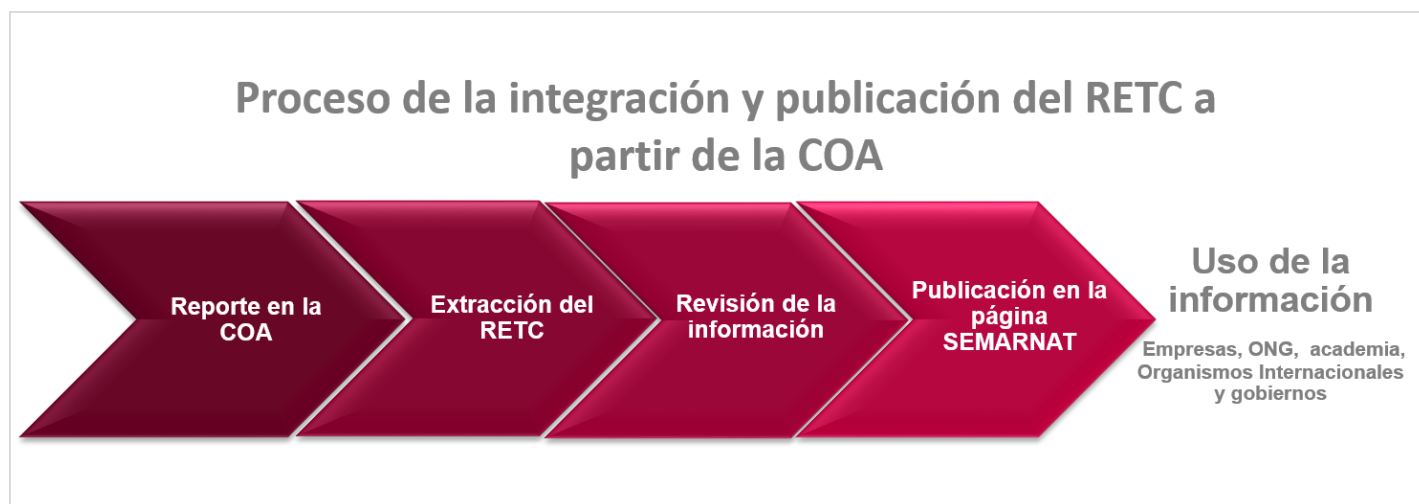 Proceso de la integración y publicación del RETC a
partir de la COA
Reporte en la
COA
Extracción del
RETC
Revisión de la
información
Publicación en la
página
SEMARNAT
Uso de la
información
Empresas, ONG, academia,
Organismos Internacionales
y gobiernos